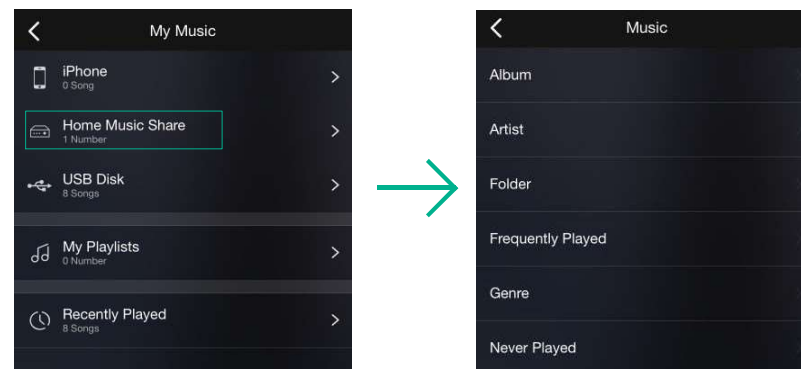 My Music
iPhone
0 Song
Home Music Share
1 Number
USB Disk
8 Songs
My Playlists
0 Number
Recently Played
8 Songs
Music
Album
Artist
Folder
Frequently Played
Genre
Never Played